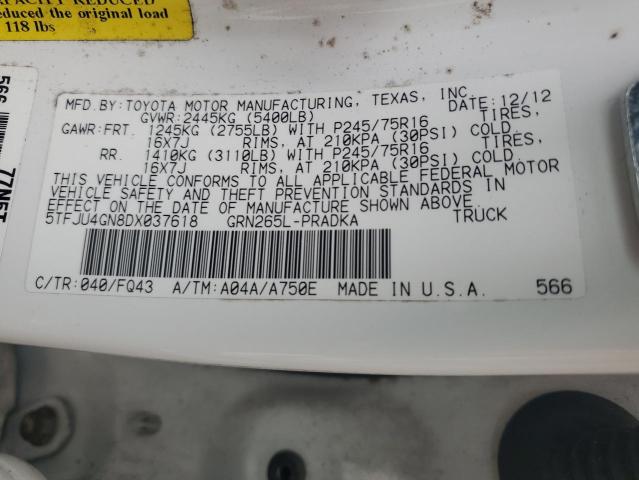 CAPACITY REDUCED
reduced the original load
118 lbs
566
77NET
MFD.BY:TOYOTA MOTOR MANUFACTURING, TEXAS, INC.
GVWR:2445KG (5400LB) DATE:12/12
GAWR:FRT. 1245KG (2755LB) WITH P245/75R16 TIRES,
16X7J RIMS, AT 210KPA (30PSI) COLD.
RR. 1410KG (3110LB) WITH P245/75R16 TIRES,
16X7J RIMS, AT 210KPA (30PSI) COLD.
THIS VEHICLE CONFORMS TO ALL APPLICABLE FEDERAL MOTOR
VEHICLE SAFETY AND THEFT PREVENTION STANDARDS IN
EFFECT ON THE DATE OF MANUFACTURE SHOWN ABOVE.
5TFJU4GN8DX037618 GRN265L-PRADKA TRUCK
C/TR:040/FQ43 A/TM:A04A/A750E MADE IN U.S.A. 566